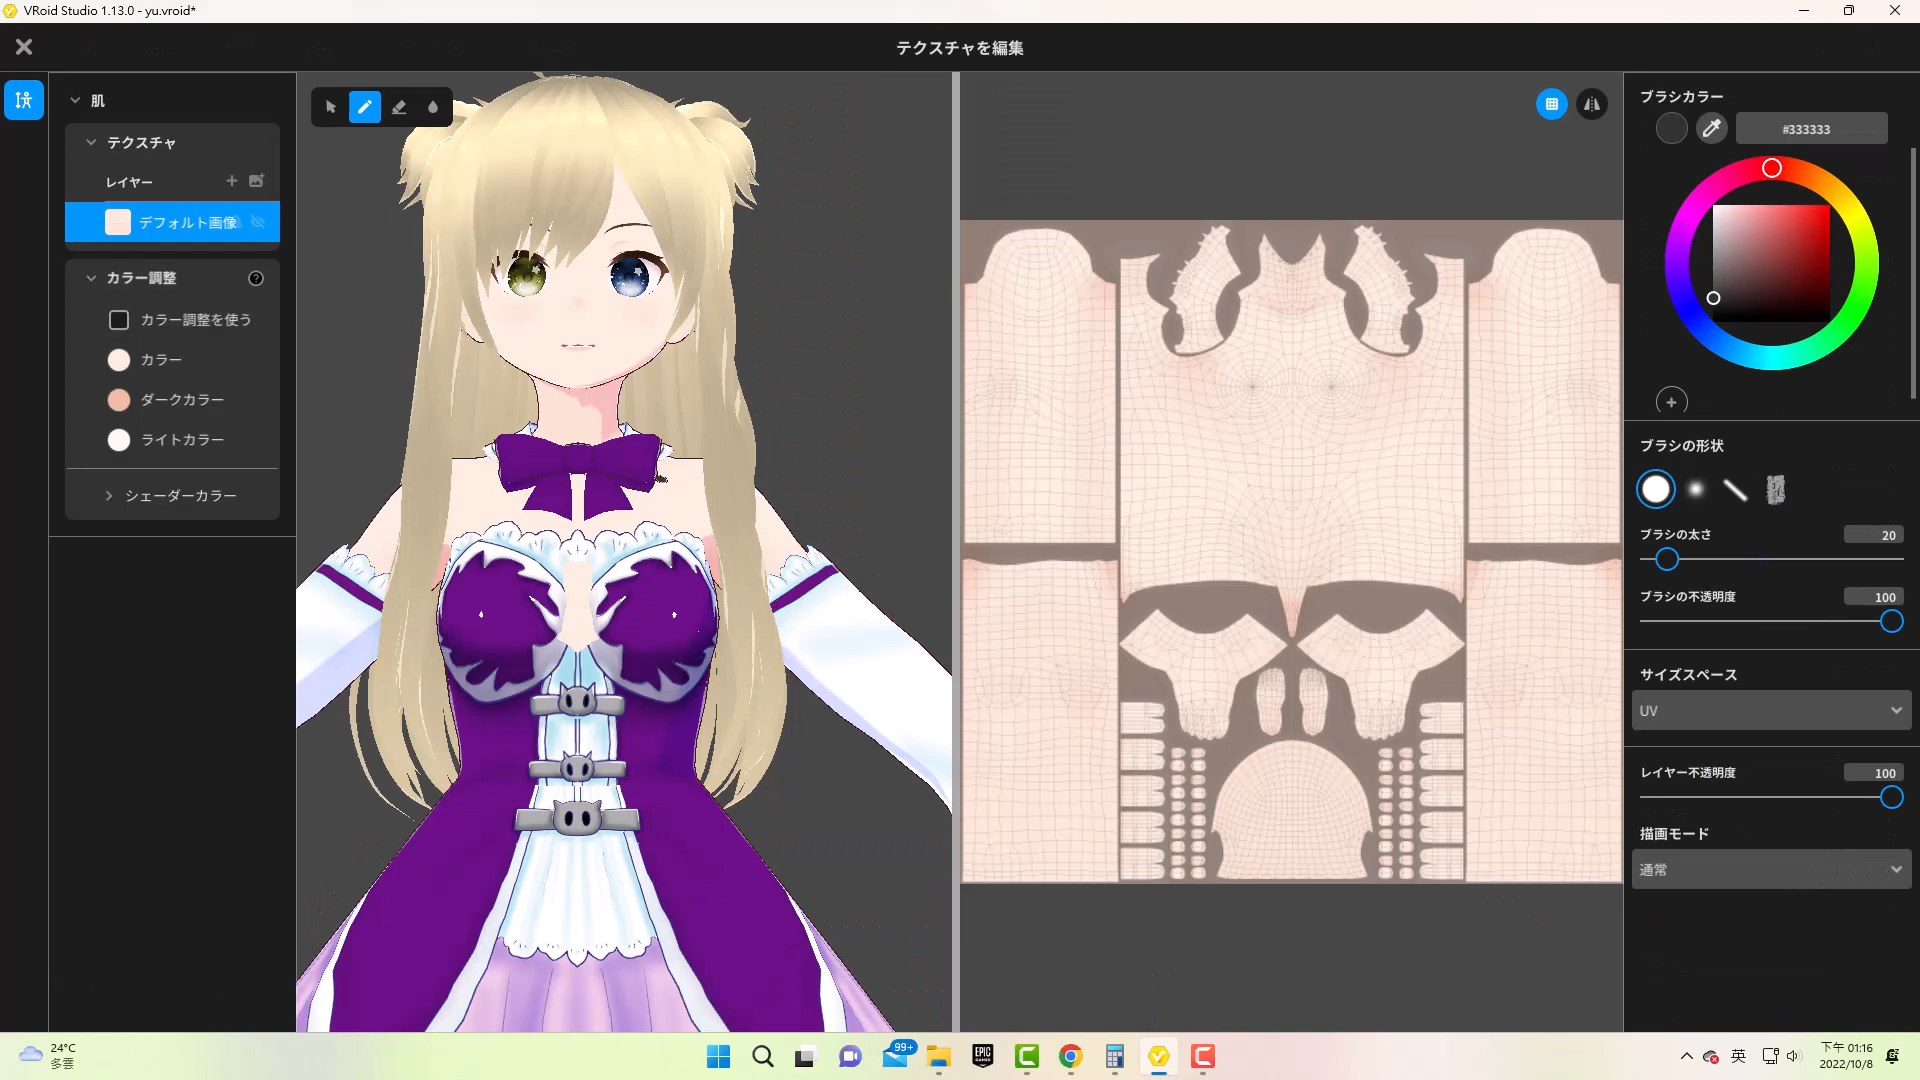 VRoid Studio 1.13.0 - yu.vroid*
テクスチャを編集
肌
テクスチャ
レイヤー
デフォルト画像
カラー調整
カラー調整を使う
カラー
ダークカラー
ライトカラー
シェーダーカラー
ブラシカラー
#333333
ブラシの形状
ブラシの太さ
20
ブラシの不透明度
100
サイズスペース
UV
レイヤー不透明度
100
描画モード
通常
24°C
多雲
99+
EPIC
GAMES
英
下午 01:16
2022/10/8